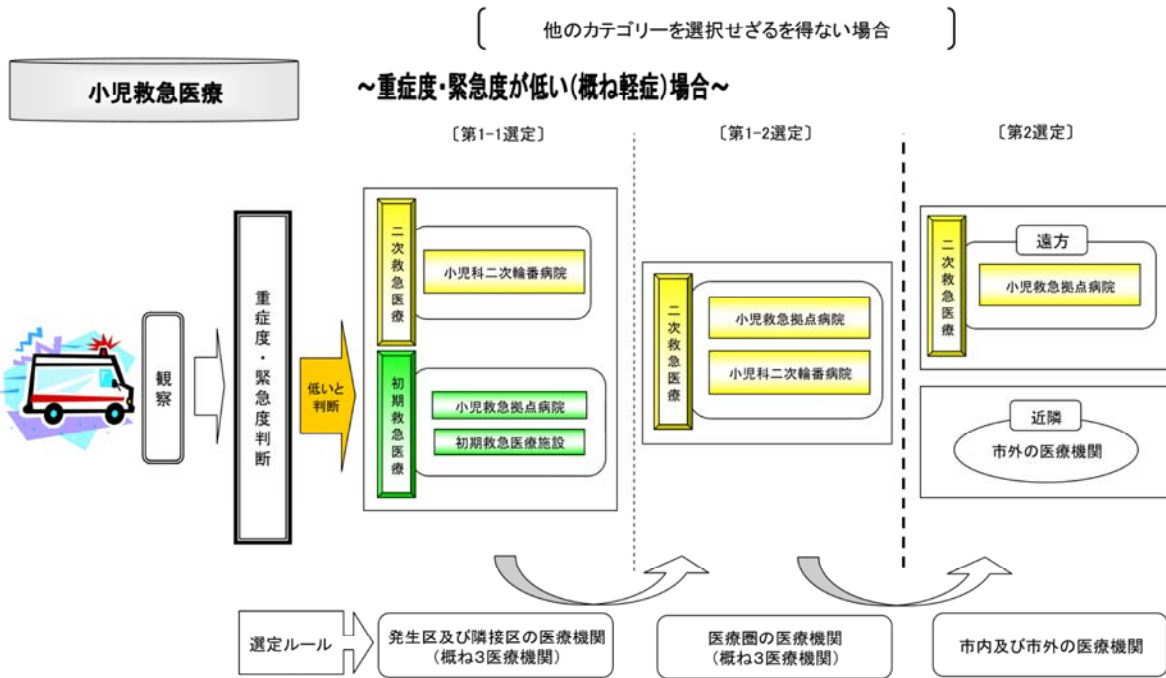 他のカテゴリーを選択せざるを得ない場合
小児救急医療
～重症度・緊急度が低い(概ね軽症)場合～
〔第1-1選定〕
〔第1-2選定〕
〔第2選定〕
観察
重症度・緊急度判断
低いと
判断
二次救急医療
小児科二次輪番病院
初期救急医療
小児救急拠点病院
初期救急医療施設
二次救急医療
小児救急拠点病院
小児科二次輪番病院
二次救急医療
遠方
小児救急拠点病院
近隣
市外の医療機関
選定ルール
発生区及び隣接区の医療機関
(概ね3医療機関)
医療圏の医療機関
(概ね3医療機関)
市内及び市外の医療機関